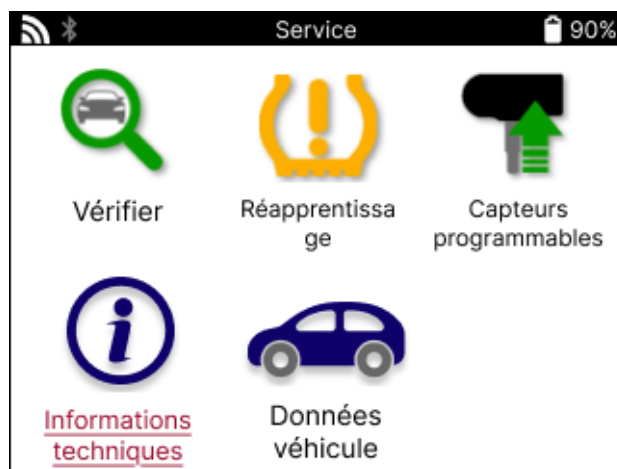 Service 90%
Vérifier
Réapprentissa
ge
Capteurs
programmables
Informations
techniques
Données
véhicule